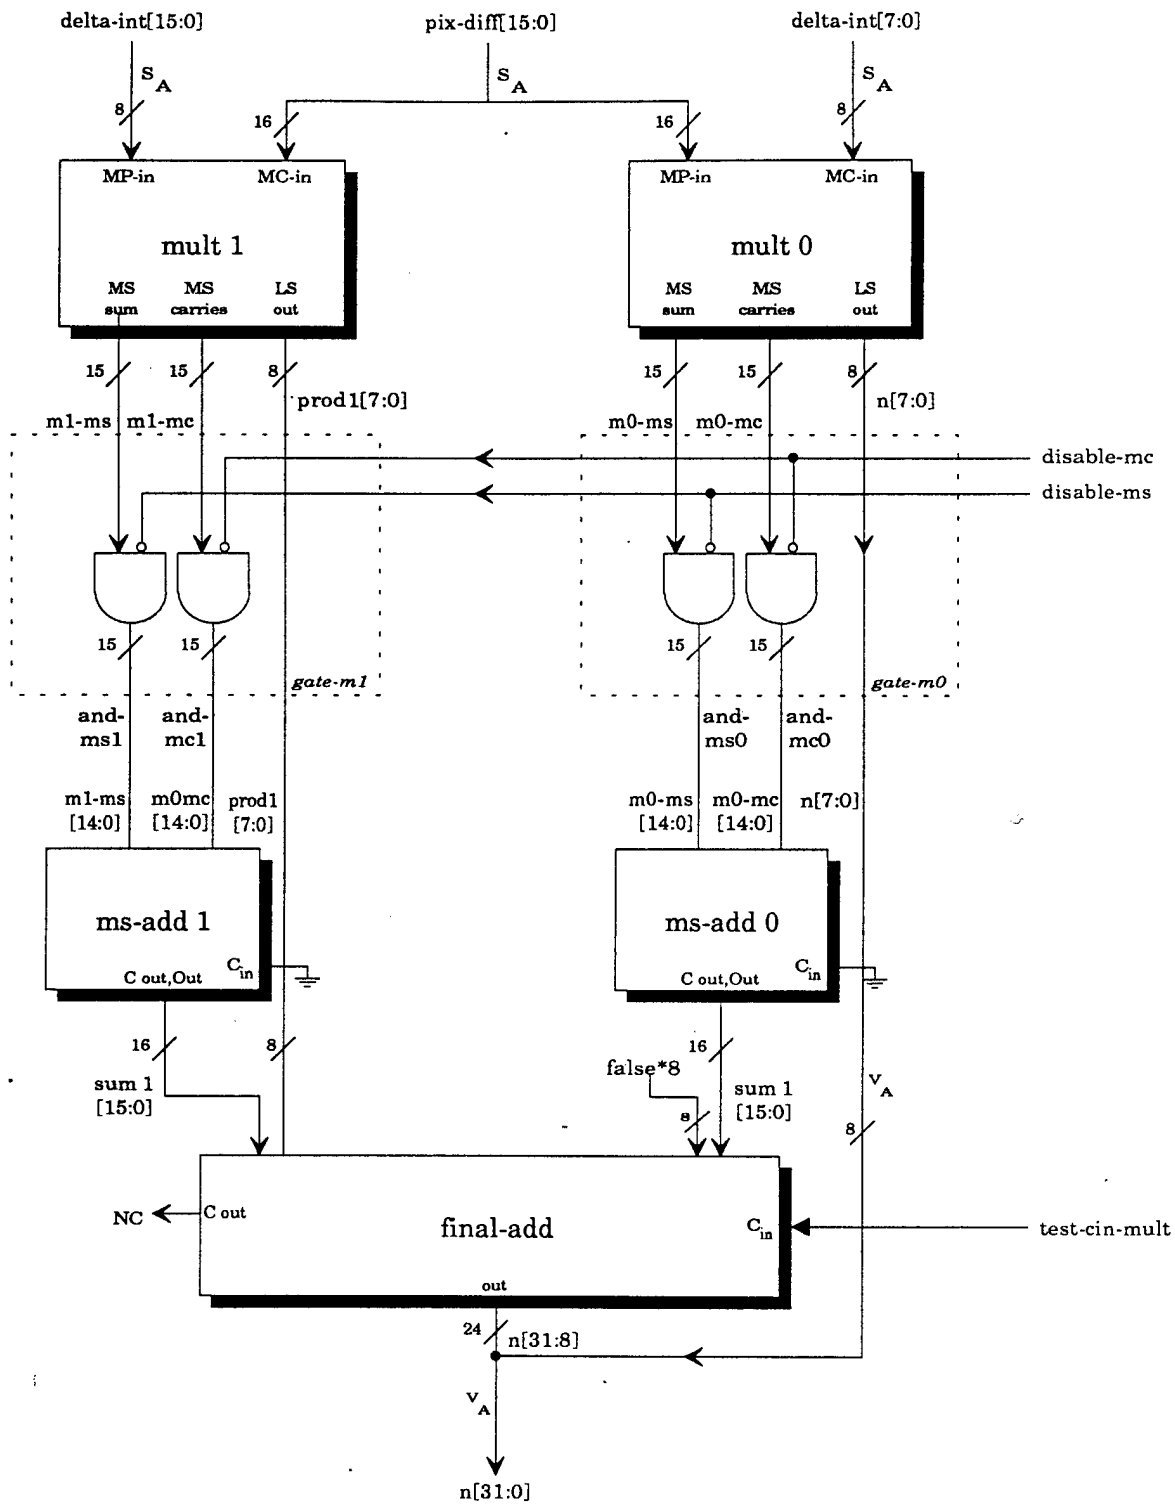 delta-int[15:0] pix-diff[15:0] delta-int[7:0]
S A S A S A
8 16 16 8
MP-in MC-in MP-in MC-in
mult 1 mult 0
MS MS LS MS MS LS
sum carries out sum carries out
15 15 8 15 15 8
prod1[7:0] n[7:0]
m1-ms m1-mc m0-ms m0-mc
disable-mc
disable-ms
15 15 15 15
gate-m1 gate-m0
and- and- and- and-
ms1 mc1 ms0 mc0
m1-ms m0mc prod1 m0-ms m0-mc n[7:0]
[14:0] [14:0] [7:0] [14:0] [14:0]
ms-add 1 ms-add 0
C in C in
C out,Out C out,Out
16 8 16
false*8
sum 1 sum 1 V A
[15:0] 8 [15:0]
8
NC C out
final-add C in test-cin-mult
out
24 n[31:8]
V A
n[31:0]